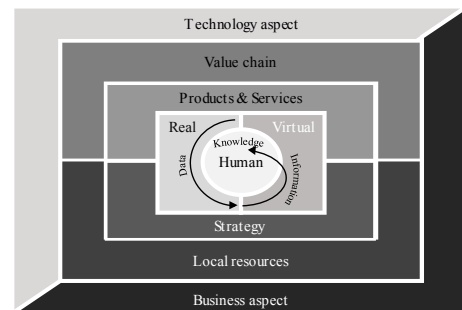 Technology aspect
Value chain
Products & Services
Real
Virtual
Knowledge
Human
Data
Information
Strategy
Local resources
Business aspect